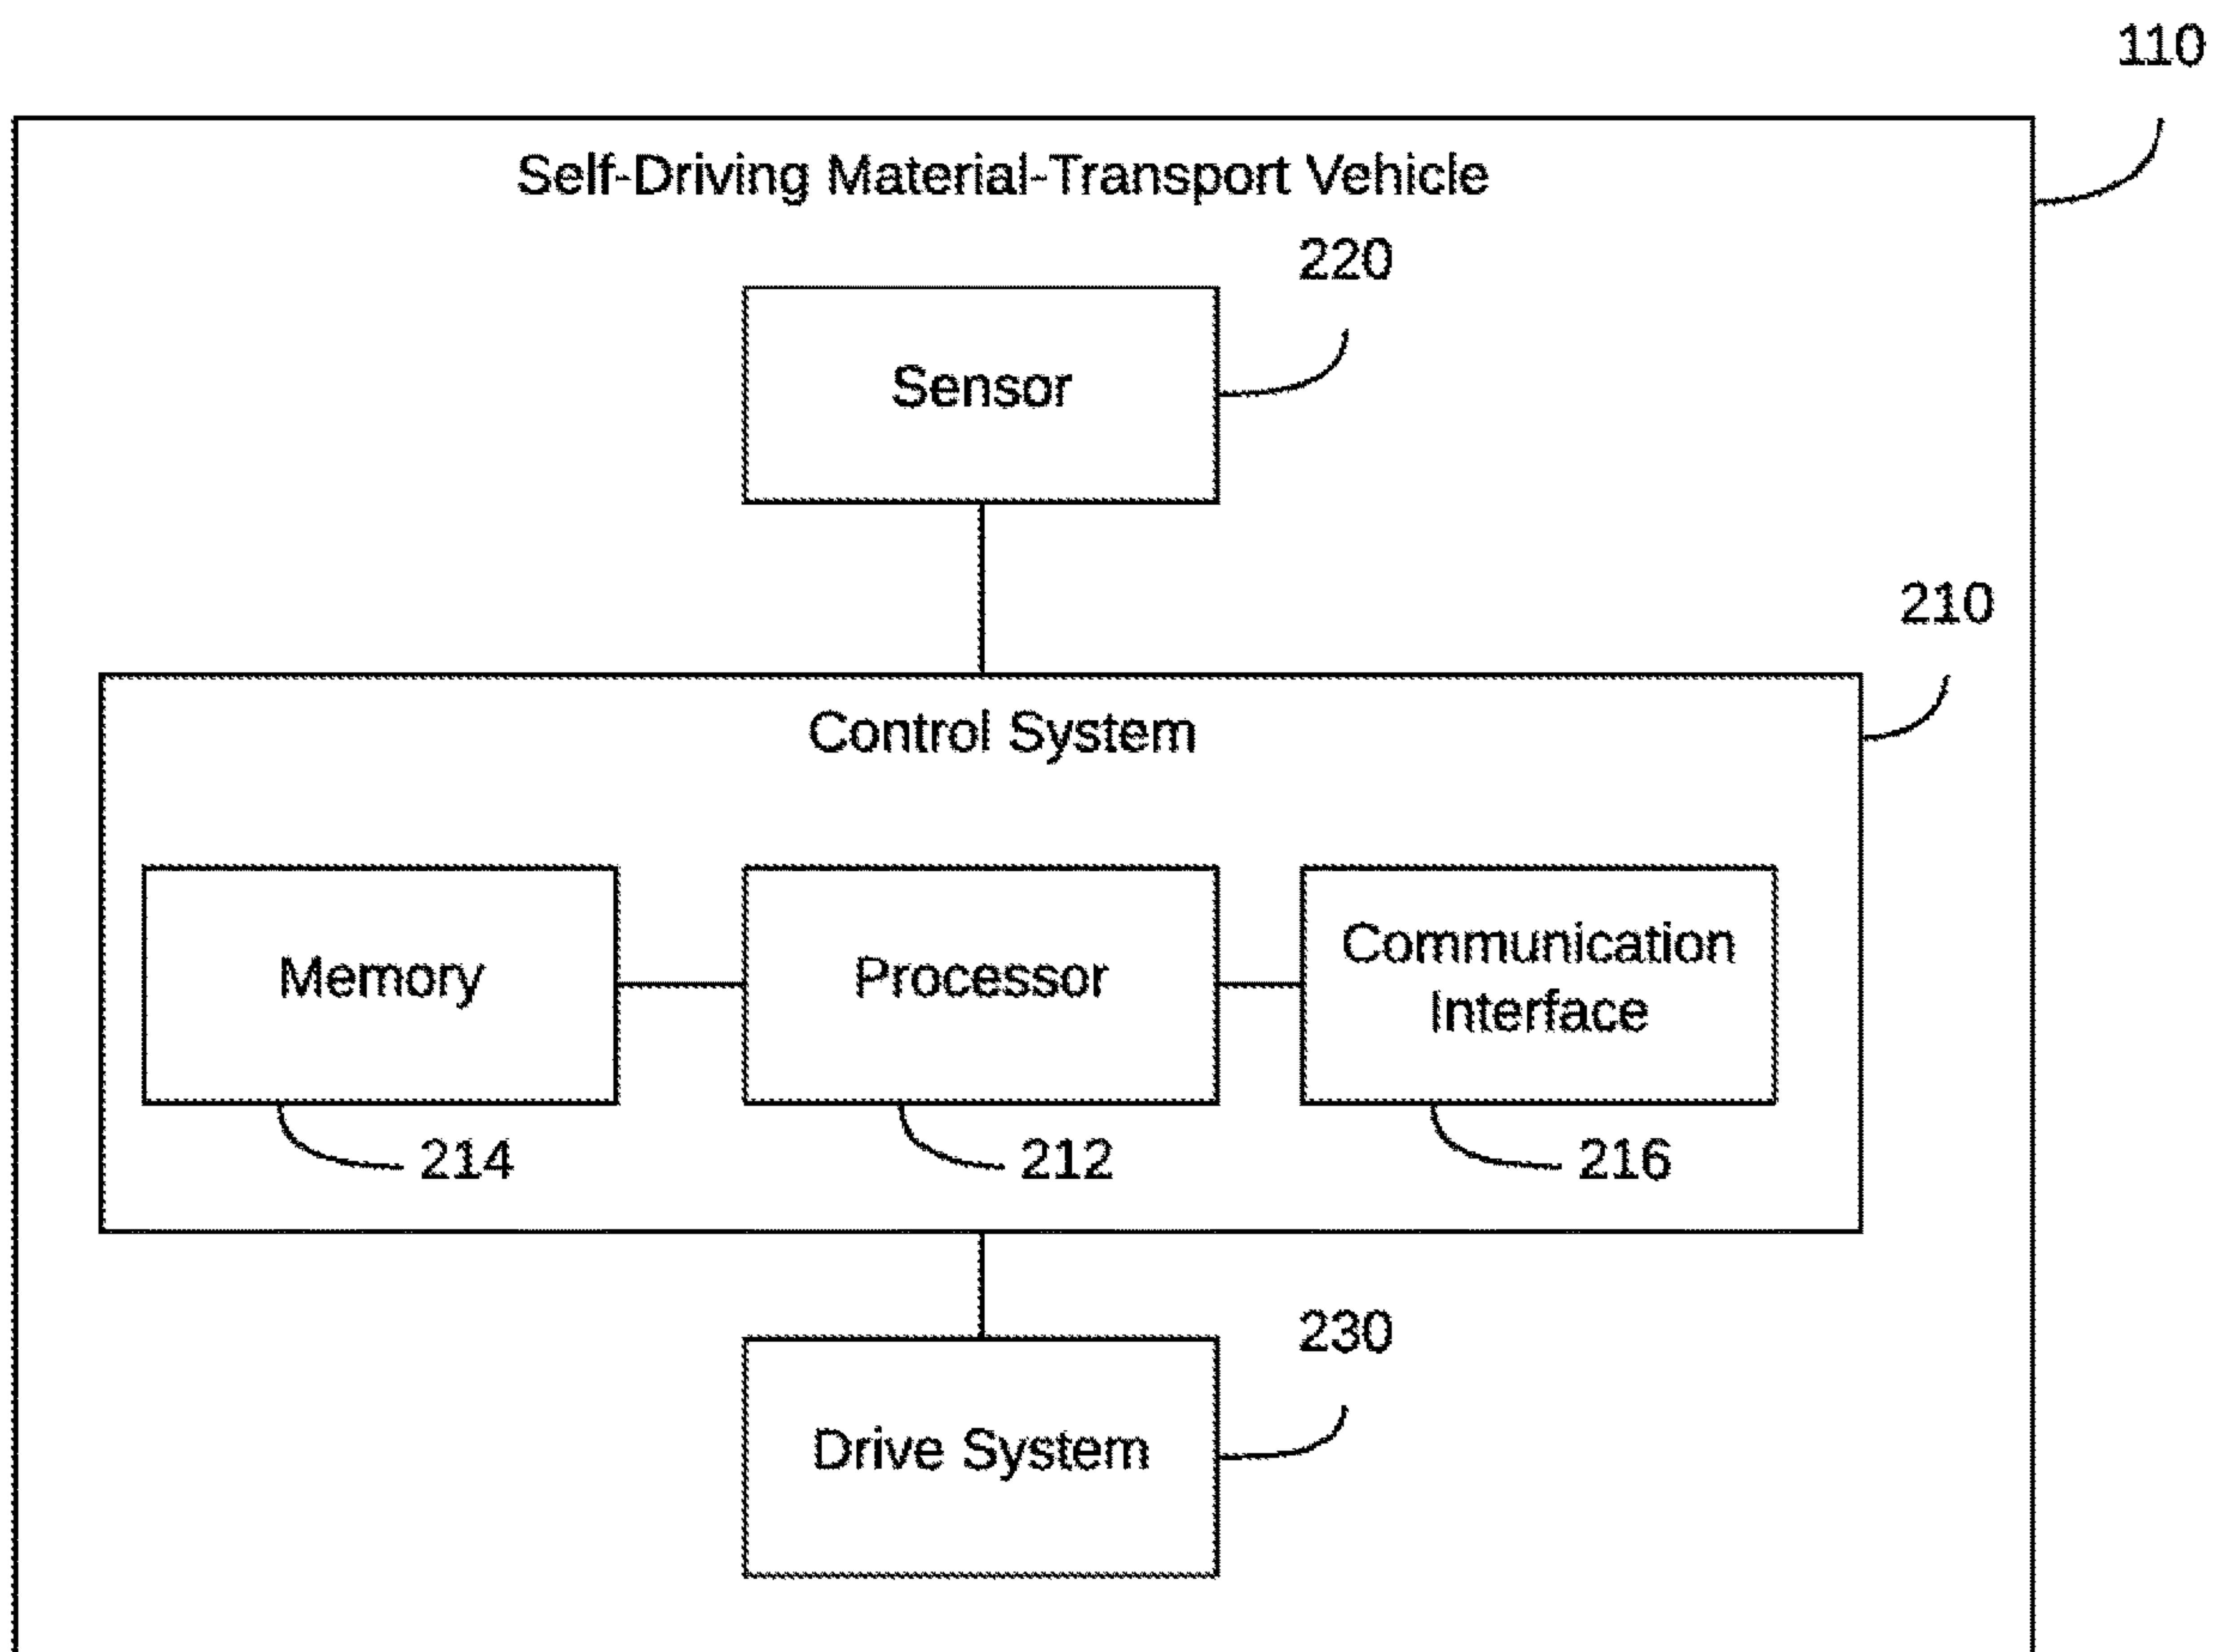 110
Self-Driving Material-Transport Vehicle
220
Sensor
210
Control System
Memory
Processor
Communication
Interface
214
212
216
230
Drive System